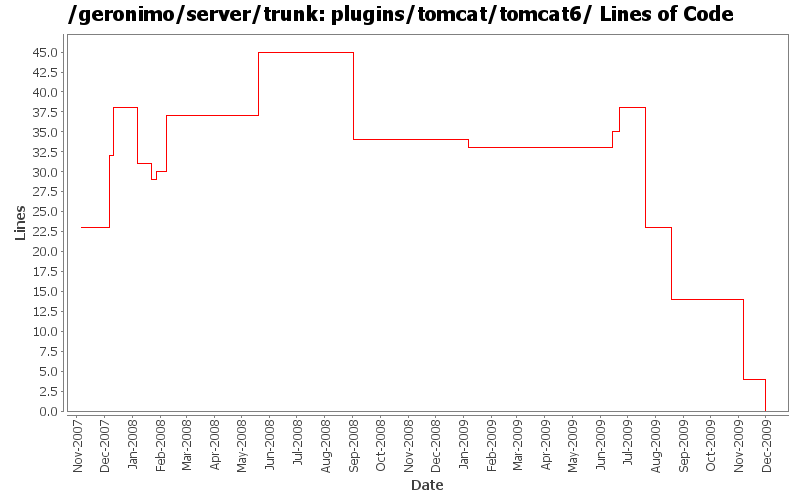 /geronimo/server/trunk: plugins/tomcat/tomcat6/ Lines of Code
Lines
45.0
42.5
40.0
37.5
35.0
32.5
30.0
27.5
25.0
22.5
20.0
17.5
15.0
12.5
10.0
7.5
5.0
2.5
0.0
Nov-2007
Dec-2007
Jan-2008
Feb-2008
Mar-2008
Apr-2008
May-2008
Jun-2008
Jul-2008
Aug-2008
Sep-2008
Oct-2008
Nov-2008
Dec-2008
Jan-2009
Feb-2009
Mar-2009
Apr-2009
May-2009
Jun-2009
Jul-2009
Aug-2009
Sep-2009
Oct-2009
Nov-2009
Dec-2009
Date